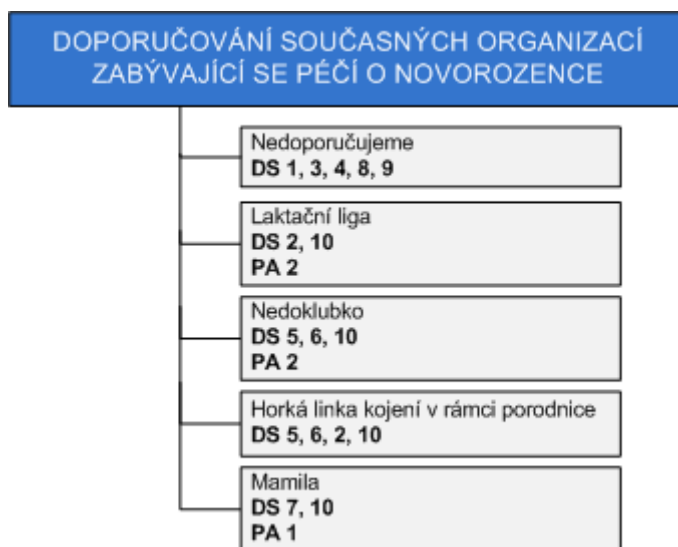 DOPORUČOVÁNÍ SOUČASNÝCH ORGANIZACÍ
ZABÝVAJÍCÍ SE PÉČÍ O NOVOROZENCE
Nedoporučujeme
DS 1, 3, 4, 8, 9
Laktační liga
DS 2, 10
PA 2
Nedoklubko
DS 5, 6, 10
PA 2
Horká linka kojení v rámci porodnice
DS 5, 6, 2, 10
Mamila
DS 7, 10
PA 1